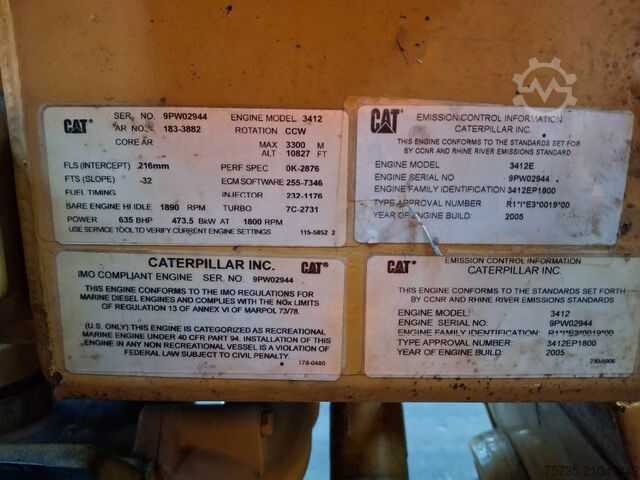 CAT
SER. NO. 9PW02944 ENGINE MODEL 3412
AR NO. 183-3882 ROTATION CCW
CORE AR MAX 3300 M
ALT 10827 FT
FLS (INTERCEPT) 216mm PERF SPEC 0K-2876
FTS (SLOPE) -32 ECM SOFTWARE 255-7346
FUEL TIMING INJECTOR 232-1176
BARE ENGINE HI IDLE 1890 RPM TURBO 7C-2731
POWER 635 BHP 473.5 BkW AT 1800 RPM
USE SERVICE TOOL TO VERIFY CURRENT ENGINE SETTINGS 115-5852 2
CAT
EMISSION CONTROL INFORMATION
CATERPILLAR INC.
THIS ENGINE CONFORMS TO THE STANDARDS SET FOR
BY CCNR AND RHINE RIVER EMISSIONS STANDARD
ENGINE MODEL 3412E
ENGINE SERIAL NO. 9PW02944
ENGINE FAMILY IDENTIFICATION 3412EP1800
TYPE APPROVAL NUMBER R1*I*E3*0019*00
YEAR OF ENGINE BUILD: 2005
CATERPILLAR INC. CAT
IMO COMPLIANT ENGINE SER. NO. 9PW02944
THIS ENGINE CONFORMS TO THE IMO REGULATIONS FOR
MARINE DIESEL ENGINES AND COMPLIES WITH THE NOx LIMITS
OF REGULATION 13 OF ANNEX VI OF MARPOL 73/78.
(U.S. ONLY) THIS ENGINE IS CATEGORIZED AS RECREATIONAL
MARINE ENGINE UNDER 40 CFR PART 94. INSTALLATION OF THIS
ENGINE IN ANY NON RECREATIONAL VESSEL IS A VIOLATION OF
FEDERAL LAW SUBJECT TO CIVIL PENALTY.
178-0480
CAT
EMISSION CONTROL INFORMATION
CATERPILLAR INC.
THIS ENGINE CONFORMS TO THE STANDARDS SET FORTH
BY CCNR AND RHINE RIVER EMISSIONS STANDARDS
ENGINE MODEL: 3412
ENGINE SERIAL NO: 9PW02944
ENGINE FAMILY IDENTIFICATION: R1*I*E3*0019*00
TYPE APPROVAL NUMBER: 3412EP1800
YEAR OF ENGINE BUILD: 2005
230-5906